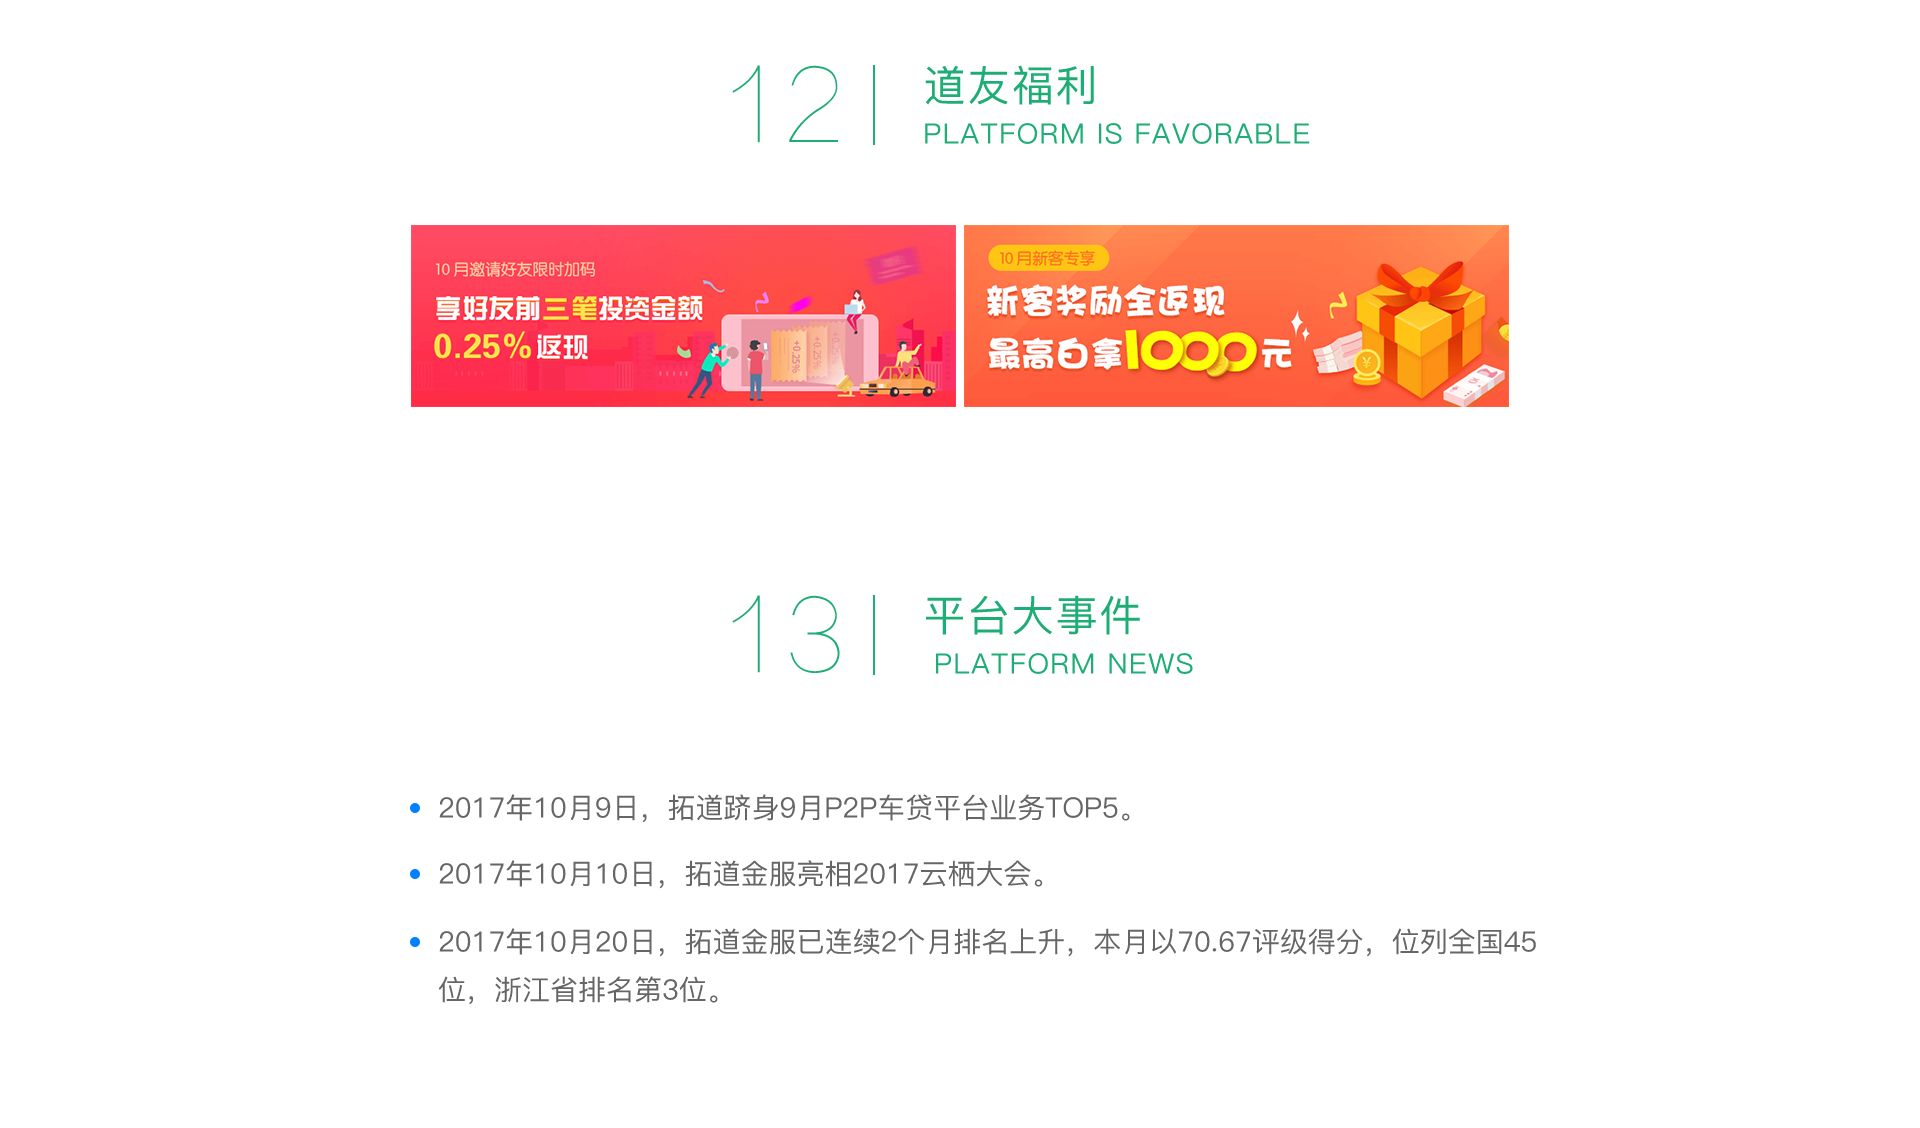 12
道友福利
PLATFORM IS FAVORABLE
10 月邀请好友限时加码
享好友前三笔投资金额
0.25% 返现
+0.25%
+0.25%
+0.25%
10 月新客专享
新客奖励全返现
最高白拿1000元
13
平台大事件
PLATFORM NEWS
2017年10月9日，拓道跻身9月P2P车贷平台业务TOP5。
2017年10月10日，拓道金服亮相2017云栖大会。
2017年10月20日，拓道金服已连续2个月排名上升，本月以70.67评级得分，位列全国45
位，浙江省排名第3位。